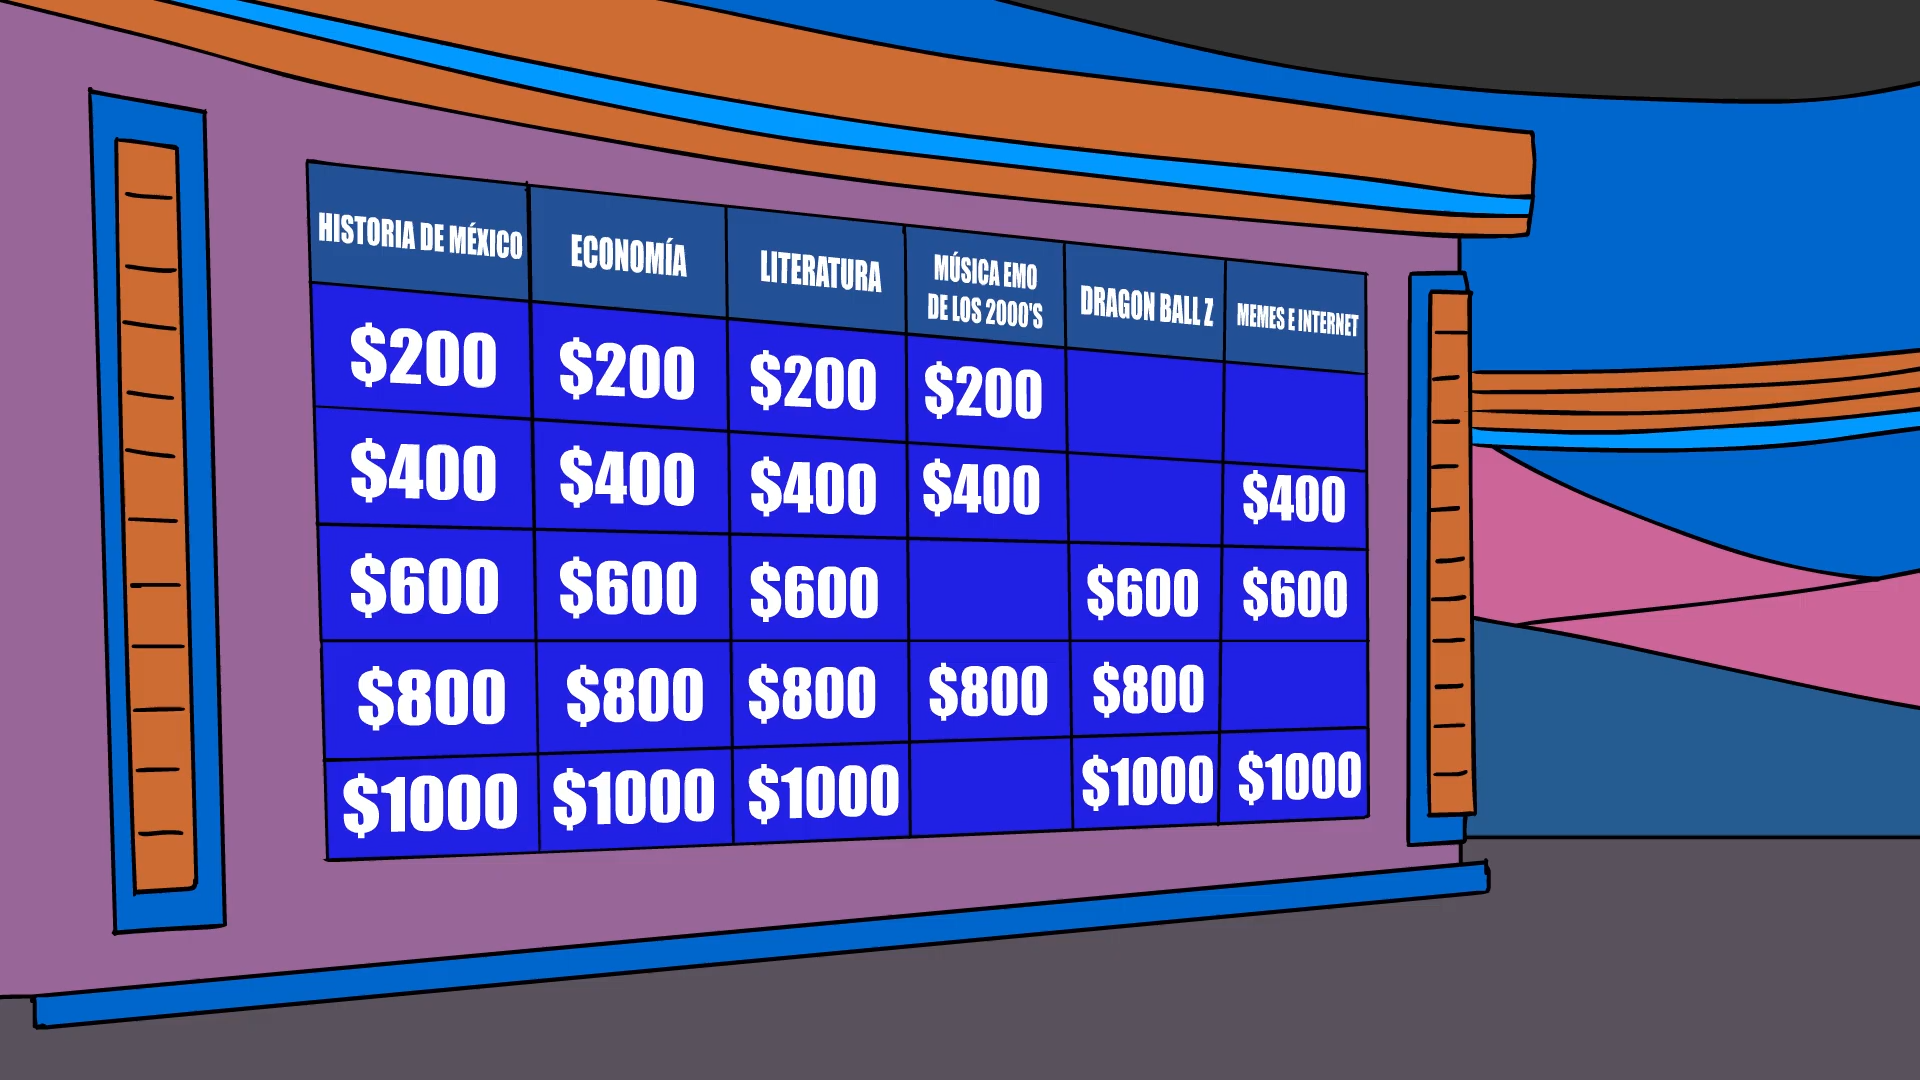 HISTORIA DE MÉXICO
ECONOMÍA
LITERATURA
MÚSICA EMO
DE LOS 2000'S
DRAGON BALL Z
MEMES E INTERNET
$200 $200 $200 $200
$400 $400 $400 $400 $400
$600 $600 $600 $600 $600
$800 $800 $800 $800 $800
$1000 $1000 $1000 $1000 $1000